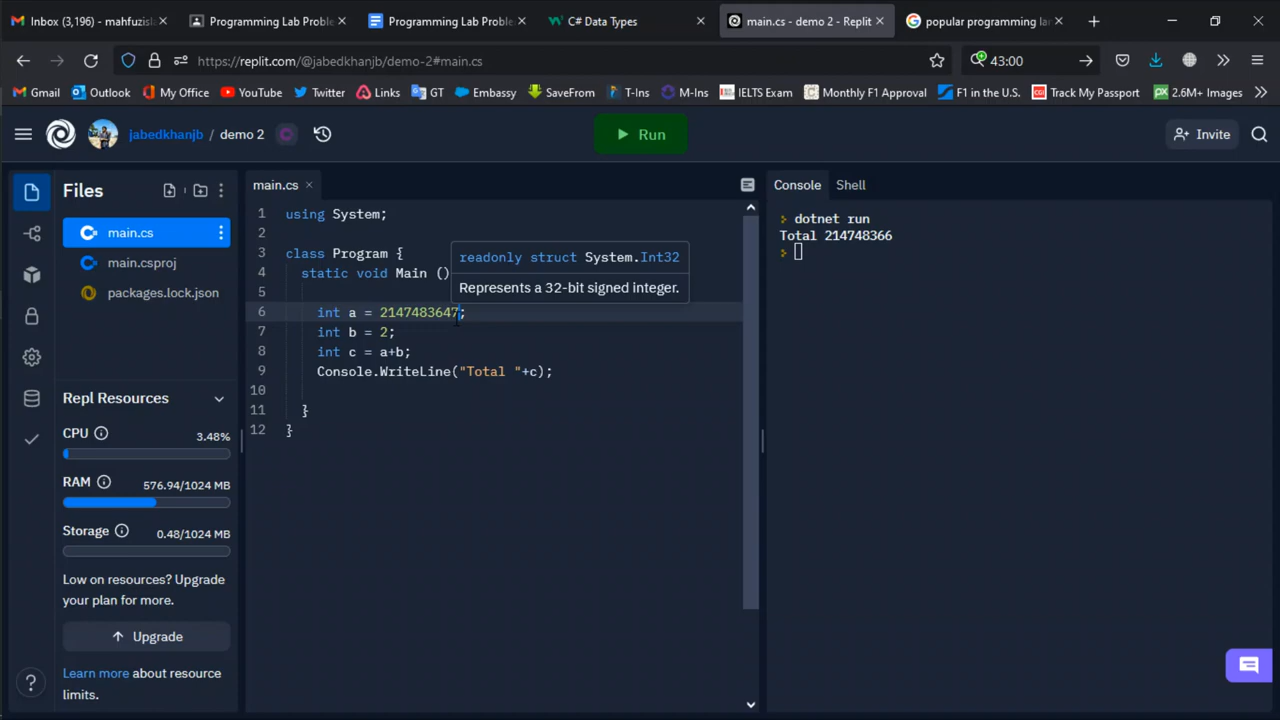 Inbox (3,196) - mahfuzisla
Programming Lab Proble
Programming Lab Proble
C# Data Types
main.cs - demo 2 - Replit
popular programming la
https://replit.com/@jabedkhanjb/demo-2#main.cs
43:00
Gmail
Outlook
My Office
YouTube
Twitter
Links
GT
Embassy
SaveFrom
T-Ins
M-Ins
IELTS Exam
Monthly F1 Approval
F1 in the U.S.
Track My Passport
2.6M+ Images
jabedkhanjb / demo 2
Run
Invite
Files
main.cs
main.csproj
packages.lock.json
Repl Resources
CPU 3.48%
RAM 576.94/1024 MB
Storage 0.48/1024 MB
Low on resources? Upgrade
your plan for more.
Upgrade
Learn more about resource
limits.
main.cs
1 using System;
2
3 class Program {
4 static void Main ()
readonly struct System.Int32
Represents a 32-bit signed integer.
5
6 int a = 2147483647;
7 int b = 2;
8 int c = a+b;
9 Console.WriteLine("Total "+c);
10
11 }
12 }
Console
Shell
dotnet run
Total 214748366